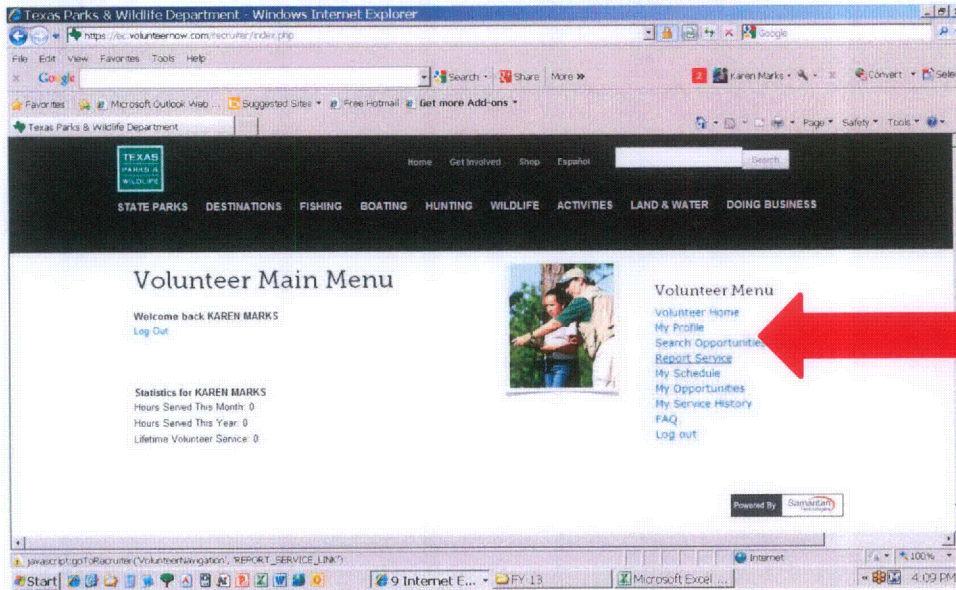 Texas Parks & Wildlife Department - Windows Internet Explorer
https://ec.volunteernow.com/recruiter/index.php
Google
File Edit View Favorites Tools Help
x Google Search Share More » 2 Karen Marks x Convert Sele
Favorites Microsoft Outlook Web ... Suggested Sites Free Hotmail Get more Add-ons
Texas Parks & Wildlife Department Page Safety Tools
TEXAS
PARKS &
WILDLIFE
Home Get Involved Shop Español Search
STATE PARKS DESTINATIONS FISHING BOATING HUNTING WILDLIFE ACTIVITIES LAND & WATER DOING BUSINESS
Volunteer Main Menu
Welcome back KAREN MARKS
Log Out
Statistics for KAREN MARKS
Hours Served This Month: 0
Hours Served This Year: 0
Lifetime Volunteer Service: 0
Volunteer Menu
Volunteer Home
My Profile
Search Opportunities
Report Service
My Schedule
My Opportunities
My Service History
FAQ
Log out
Powered By Samaritan
javascript:goToRecruiter('VolunteerNavigation', 'REPORT_SERVICE_LINK') Internet 100%
Start 9 Internet E... FY 13 Microsoft Excel ... 4:09 PM